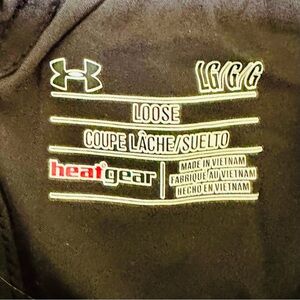 LG/G/G
LOOSE
COUPE LÂCHE/SUELTO
heatgear
MADE IN VIETNAM
FABRIQUÉ AU VIETNAM
HECHO EN VIETNAM